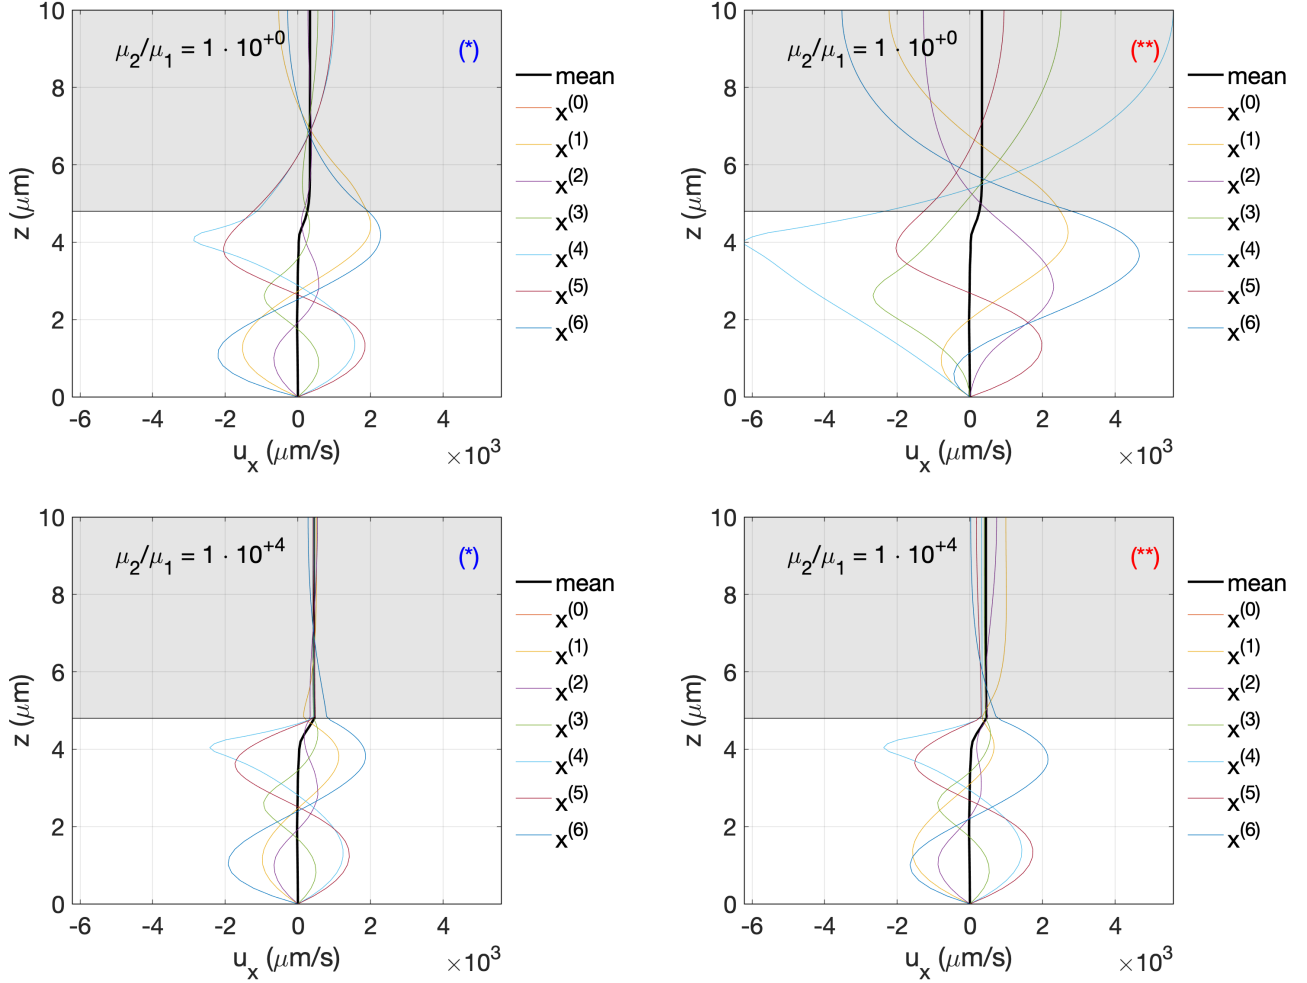 μ₂/μ₁ = 1 · 10⁺⁰
(*)
10
8
6
4
2
0
z (μm)
-6 -4 -2 0 2 4
u_x (μm/s)
×10³
mean
x⁽⁰⁾
x⁽¹⁾
x⁽²⁾
x⁽³⁾
x⁽⁴⁾
x⁽⁵⁾
x⁽⁶⁾
μ₂/μ₁ = 1 · 10⁺⁰
(**)
10
8
6
4
2
0
z (μm)
-6 -4 -2 0 2 4
u_x (μm/s)
×10³
mean
x⁽⁰⁾
x⁽¹⁾
x⁽²⁾
x⁽³⁾
x⁽⁴⁾
x⁽⁵⁾
x⁽⁶⁾
μ₂/μ₁ = 1 · 10⁺⁴
(*)
10
8
6
4
2
0
z (μm)
-6 -4 -2 0 2 4
u_x (μm/s)
×10³
mean
x⁽⁰⁾
x⁽¹⁾
x⁽²⁾
x⁽³⁾
x⁽⁴⁾
x⁽⁵⁾
x⁽⁶⁾
μ₂/μ₁ = 1 · 10⁺⁴
(**)
10
8
6
4
2
0
z (μm)
-6 -4 -2 0 2 4
u_x (μm/s)
×10³
mean
x⁽⁰⁾
x⁽¹⁾
x⁽²⁾
x⁽³⁾
x⁽⁴⁾
x⁽⁵⁾
x⁽⁶⁾